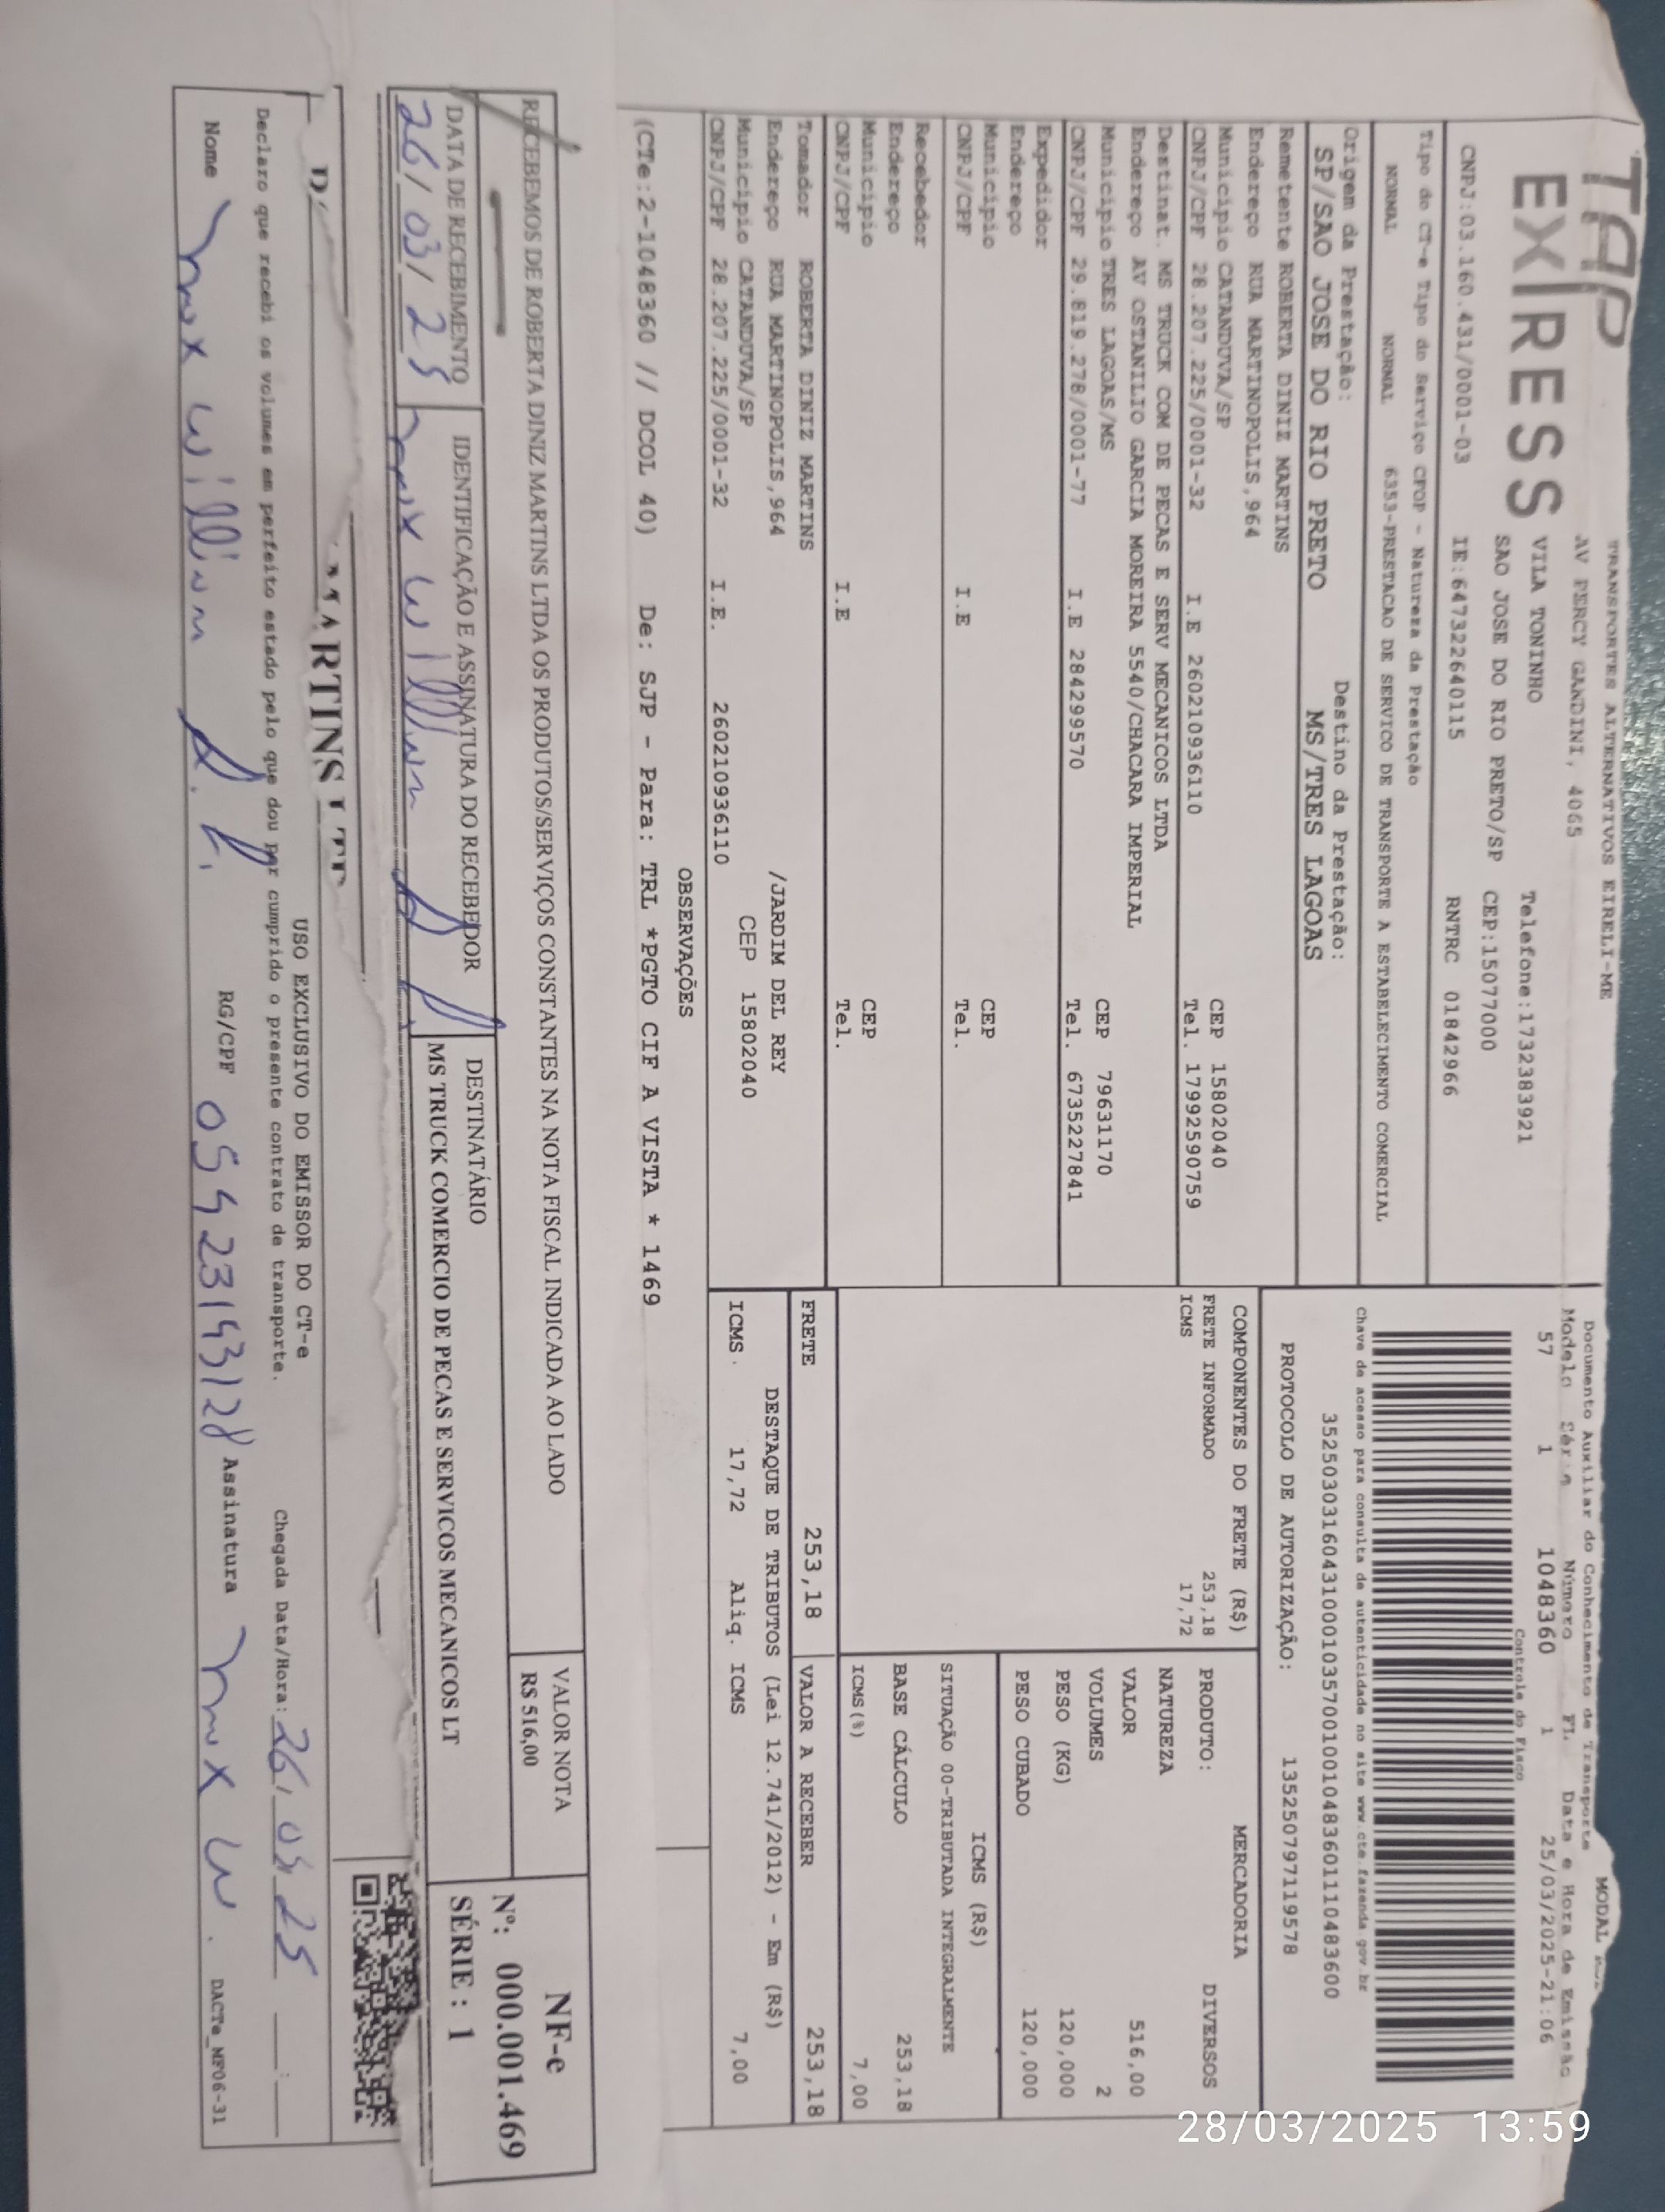 TAP
EX RESS
TRANSPORTES ALTERNATIVOS EIRELI-ME
AV PERCY GANDINI, 4065
VILA TONINHO Telefone:1732383921
SAO JOSE DO RIO PRETO/SP CEP:15077000
CNPJ:03.160.431/0001-03 IE:647322640115 RNTRC 01842966
Documento Auxiliar do Conhecimento de Transporte
MODAL
Modelo Série Número Fl. Data e Hora de Emissão
57 1 1048360 1 25/03/2025-21:06
Controle do Fisco
Chave de acesso para consulta de autenticidade no site www.cte.fazenda.gov.br
35250303160431000103570010010483601110483600
PROTOCOLO DE AUTORIZAÇÃO: 135250797119578
Tipo do CT-e Tipo do Serviço CFOP - Natureza da Prestação
NORMAL NORMAL 6353-PRESTACAO DE SERVICO DE TRANSPORTE A ESTABELECIMENTO COMERCIAL
Origem da Prestação: Destino da Prestação:
SP/SAO JOSE DO RIO PRETO MS/TRES LAGOAS
Remetente ROBERTA DINIZ MARTINS
Endereço RUA MARTINOPOLIS,964
Municipio CATANDUVA/SP CEP 15802040
CNPJ/CPF 28.207.225/0001-32 I.E 260210936110 Tel. 17992590759
Destinat. MS TRUCK COM DE PECAS E SERV MECANICOS LTDA
Endereço AV OSTANILIO GARCIA MOREIRA 5540/CHACARA IMPERIAL
Municipio TRES LAGOAS/MS CEP 79631170
CNPJ/CPF 29.819.278/0001-77 I.E 284299570 Tel. 6735227841
Expedidor
Endereço
Municipio CEP
CNPJ/CPF I.E Tel.
Recebedor
Endereço
Municipio CEP
CNPJ/CPF I.E Tel.
Tomador ROBERTA DINIZ MARTINS
Endereço RUA MARTINOPOLIS,964 /JARDIM DEL REY
Municipio CATANDUVA/SP CEP 15802040
CNPJ/CPF 28.207.225/0001-32 I.E. 260210936110
COMPONENTES DO FRETE (R$)
FRETE INFORMADO 253,18
ICMS 17,72
MERCADORIA
PRODUTO: DIVERSOS
NATUREZA
VALOR 516,00
VOLUMES 2
PESO (KG) 120,000
PESO CUBADO 120,000
ICMS (R$)
SITUAÇÃO 00-TRIBUTADA INTEGRALMENTE
BASE CÁLCULO 253,18
ICMS(%) 7,00
FRETE 253,18 VALOR A RECEBER 253,18
DESTAQUE DE TRIBUTOS (Lei 12.741/2012) - Em (R$)
ICMS. 17,72 Aliq. ICMS 7,00
OBSERVAÇÕES
(CTe:2-1048360 // DCOL 40) De: SJP - Para: TRL *PGTO CIF A VISTA * 1469
RECEBEMOS DE ROBERTA DINIZ MARTINS LTDA OS PRODUTOS/SERVIÇOS CONSTANTES NA NOTA FISCAL INDICADA AO LADO
VALOR NOTA
R$ 516,00
NF-e
Nº: 000.001.469
SÉRIE : 1
DATA DE RECEBIMENTO
26/03/25
IDENTIFICAÇÃO E ASSINATURA DO RECEBEDOR
max Willian
DESTINATÁRIO
MS TRUCK COMERCIO DE PECAS E SERVICOS MECANICOS LT
MARTINS LT
USO EXCLUSIVO DO EMISSOR DO CT-e
Declaro que recebi os volumes em perfeito estado pelo que dou por cumprido o presente contrato de transporte.
Chegada Data/Hora: 26/03/25
Nome max Willian RG/CPF Assinatura max W.
DACTe_MF06-31
28/03/2025 13:59